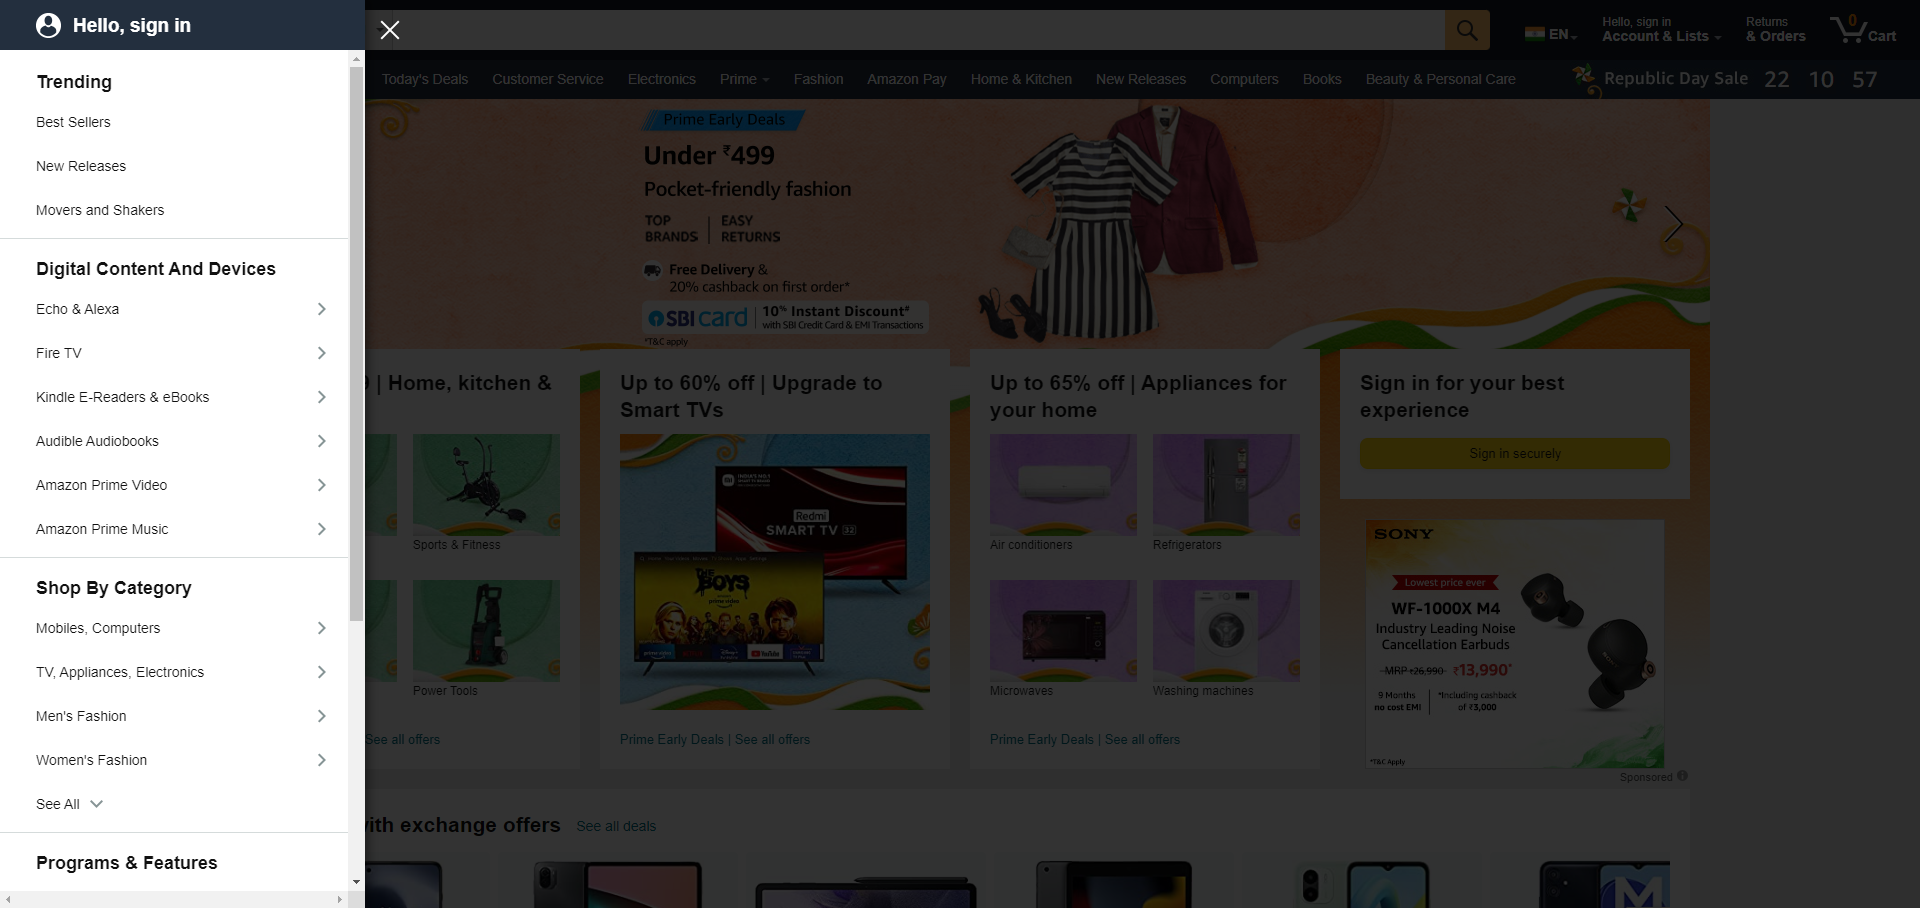 Hello, sign in
EN
Hello, sign in
Account & Lists
Returns
& Orders
0
Cart
Today's Deals
Customer Service
Electronics
Prime
Fashion
Amazon Pay
Home & Kitchen
New Releases
Computers
Books
Beauty & Personal Care
Republic Day Sale 22 10 57
Trending
Best Sellers
New Releases
Movers and Shakers
Digital Content And Devices
Echo & Alexa
Fire TV
Kindle E-Readers & eBooks
Audible Audiobooks
Amazon Prime Video
Amazon Prime Music
Shop By Category
Mobiles, Computers
TV, Appliances, Electronics
Men's Fashion
Women's Fashion
See All
Programs & Features
Prime Early Deals
Under ₹499
Pocket-friendly fashion
TOP
BRANDS
EASY
RETURNS
Free Delivery &
20% cashback on first order*
SBI card
10% Instant Discount#
with SBI Credit Card & EMI Transactions
*T&C apply
| Home, kitchen &
Sports & Fitness
Power Tools
See all offers
Up to 60% off | Upgrade to
Smart TVs
Redmi
SMART TV 32
THE BOYS
prime video
YouTube
Prime Early Deals | See all offers
Up to 65% off | Appliances for
your home
Air conditioners
Refrigerators
Microwaves
Washing machines
Prime Early Deals | See all offers
Sign in for your best
experience
Sign in securely
SONY
Lowest price ever
WF-1000X M4
Industry Leading Noise
Cancellation Earbuds
MRP ₹26,990 ₹13,990*
9 Months
no cost EMI
*Including cashback
of ₹3,000
*T&C Apply
Sponsored
with exchange offers
See all deals